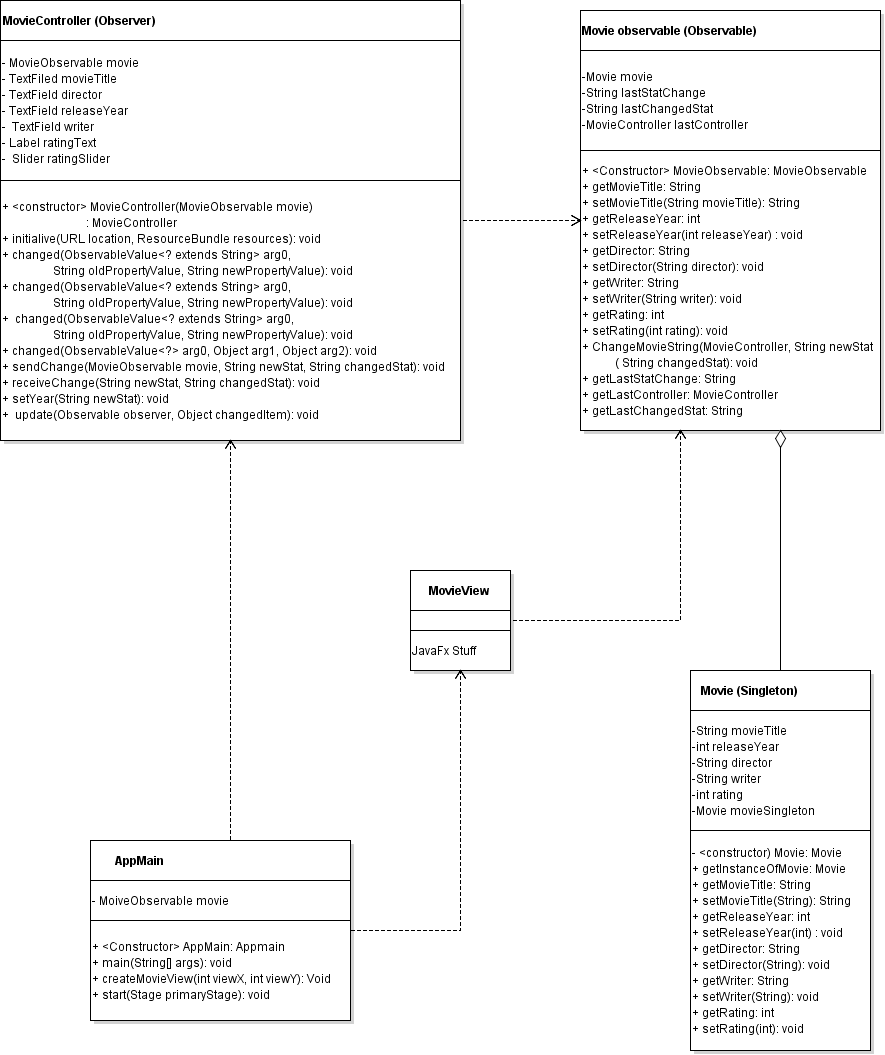 MovieController (Observer)
- MovieObservable movie
- TextFiled movieTitle
- TextField director
- TextField releaseYear
- TextField writer
- Label ratingText
- Slider ratingSlider
+ <constructor> MovieController(MovieObservable movie)
: MovieController
+ initialive(URL location, ResourceBundle resources): void
+ changed(ObservableValue<? extends String> arg0,
String oldPropertyValue, String newPropertyValue): void
+ changed(ObservableValue<? extends String> arg0,
String oldPropertyValue, String newPropertyValue): void
+ changed(ObservableValue<? extends String> arg0,
String oldPropertyValue, String newPropertyValue): void
+ changed(ObservableValue<?> arg0, Object arg1, Object arg2): void
+ sendChange(MovieObservable movie, String newStat, String changedStat): void
+ receiveChange(String newStat, String changedStat): void
+ setYear(String newStat): void
+ update(Observable observer, Object changedItem): void
Movie observable (Observable)
-Movie movie
-String lastStatChange
-String lastChangedStat
-MovieController lastController
+ <Constructor> MovieObservable: MovieObservable
+ getMovieTitle: String
+ setMovieTitle(String movieTitle): String
+ getReleaseYear: int
+ setReleaseYear(int releaseYear) : void
+ getDirector: String
+ setDirector(String director): void
+ getWriter: String
+ setWriter(String writer): void
+ getRating: int
+ setRating(int rating): void
+ ChangeMovieString(MovieController, String newStat
( String changedStat): void
+ getLastStatChange: String
+ getLastController: MovieController
+ getLastChangedStat: String
MovieView
JavaFx Stuff
Movie (Singleton)
-String movieTitle
-int releaseYear
-String director
-String writer
-int rating
-Movie movieSingleton
- <constructor) Movie: Movie
+ getInstanceOfMovie: Movie
+ getMovieTitle: String
+ setMovieTitle(String): String
+ getReleaseYear: int
+ setReleaseYear(int) : void
+ getDirector: String
+ setDirector(String): void
+ getWriter: String
+ setWriter(String): void
+ getRating: int
+ setRating(int): void
AppMain
- MoiveObservable movie
+ <Constructor> AppMain: Appmain
+ main(String[] args): void
+ createMovieView(int viewX, int viewY): Void
+ start(Stage primaryStage): void